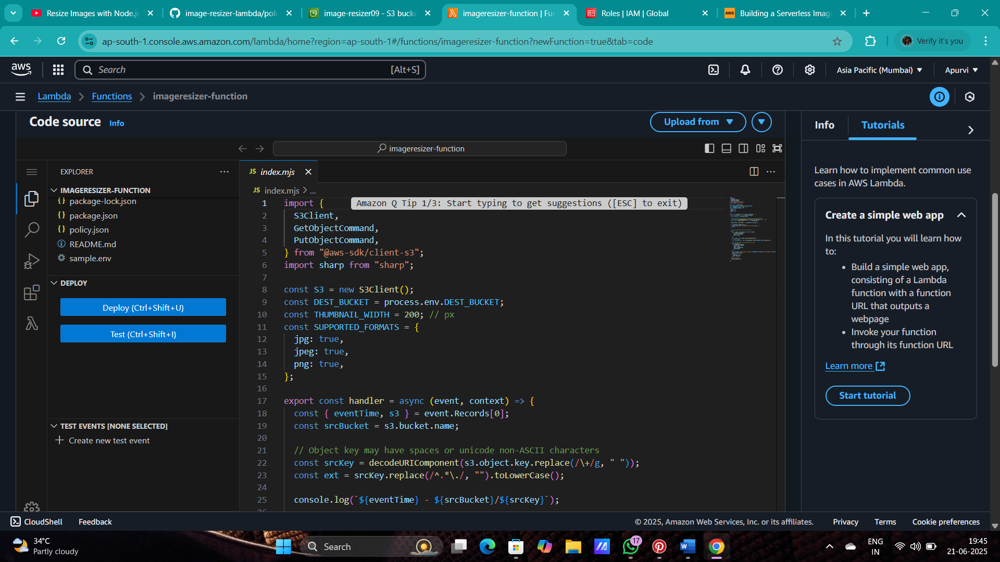 Resize Images with Node.js
image-resizer-lambda/poli
image-resizer09 - S3 bucke
imageresizer-function | Fun
Roles | IAM | Global
Building a Serverless Imag
ap-south-1.console.aws.amazon.com/lambda/home?region=ap-south-1#/functions/imageresizer-function?newFunction=true&tab=code
Verify it's you
aws
Search
[Alt+S]
Asia Pacific (Mumbai)
Apurvi
Lambda
Functions
imageresizer-function
Code source
Info
Upload from
Info
Tutorials
imageresizer-function
EXPLORER
JS index.mjs
IMAGERESIZER-FUNCTION
package-lock.json
package.json
policy.json
README.md
sample.env
DEPLOY
Deploy (Ctrl+Shift+U)
Test (Ctrl+Shift+I)
TEST EVENTS [NONE SELECTED]
Create new test event
JS index.mjs > ...
Amazon Q Tip 1/3: Start typing to get suggestions ([ESC] to exit)
1 import {
2 S3Client,
3 GetObjectCommand,
4 PutObjectCommand,
5 } from "@aws-sdk/client-s3";
6 import sharp from "sharp";
7
8 const S3 = new S3Client();
9 const DEST_BUCKET = process.env.DEST_BUCKET;
10 const THUMBNAIL_WIDTH = 200; // px
11 const SUPPORTED_FORMATS = {
12 jpg: true,
13 jpeg: true,
14 png: true,
15 };
16
17 export const handler = async (event, context) => {
18 const { eventTime, s3 } = event.Records[0];
19 const srcBucket = s3.bucket.name;
20
21 // Object key may have spaces or unicode non-ASCII characters
22 const srcKey = decodeURIComponent(s3.object.key.replace(/\+/g, " "));
23 const ext = srcKey.replace(/^.*\./, "").toLowerCase();
24
25 console.log(`${eventTime} - ${srcBucket}/${srcKey}`);
Learn how to implement common use
cases in AWS Lambda.
Create a simple web app
In this tutorial you will learn how
to:
• Build a simple web app,
consisting of a Lambda
function with a function
URL that outputs a
webpage
• Invoke your function
through its function URL
Learn more
Start tutorial
CloudShell
Feedback
© 2025, Amazon Web Services, Inc. or its affiliates.
Privacy
Terms
Cookie preferences
34°C
Partly cloudy
Search
17
ENG
IN
19:45
21-06-2025